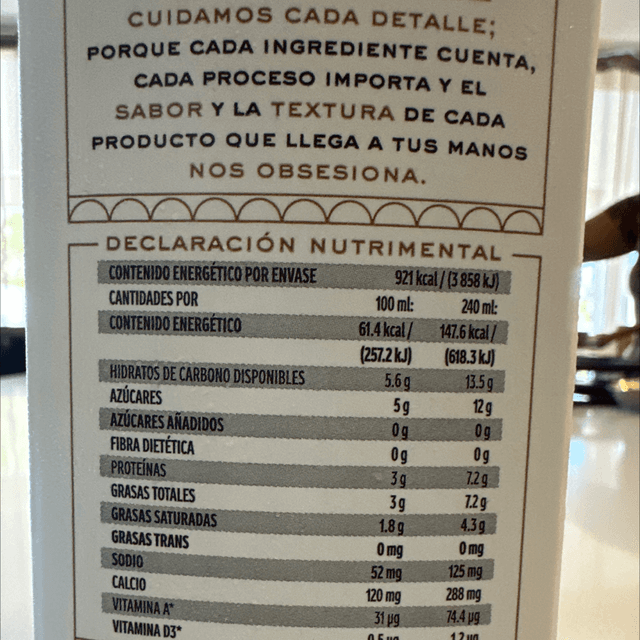 CUIDAMOS CADA DETALLE;
PORQUE CADA INGREDIENTE CUENTA,
CADA PROCESO IMPORTA Y EL
SABOR Y LA TEXTURA DE CADA
PRODUCTO QUE LLEGA A TUS MANOS
NOS OBSESIONA.
DECLARACIÓN NUTRIMENTAL
CONTENIDO ENERGÉTICO POR ENVASE 921 kcal / (3 858 kJ)
CANTIDADES POR 100 ml: 240 ml:
CONTENIDO ENERGÉTICO 61.4 kcal / 147.6 kcal /
(257.2 kJ) (618.3 kJ)
HIDRATOS DE CARBONO DISPONIBLES 5.6 g 13.5 g
AZÚCARES 5 g 12 g
AZÚCARES AÑADIDOS 0 g 0 g
FIBRA DIETÉTICA 0 g 0 g
PROTEÍNAS 3 g 7.2 g
GRASAS TOTALES 3 g 7.2 g
GRASAS SATURADAS 1.8 g 4.3 g
GRASAS TRANS 0 mg 0 mg
SODIO 52 mg 125 mg
CALCIO 120 mg 288 mg
VITAMINA A* 31 µg 74.4 µg
VITAMINA D3*